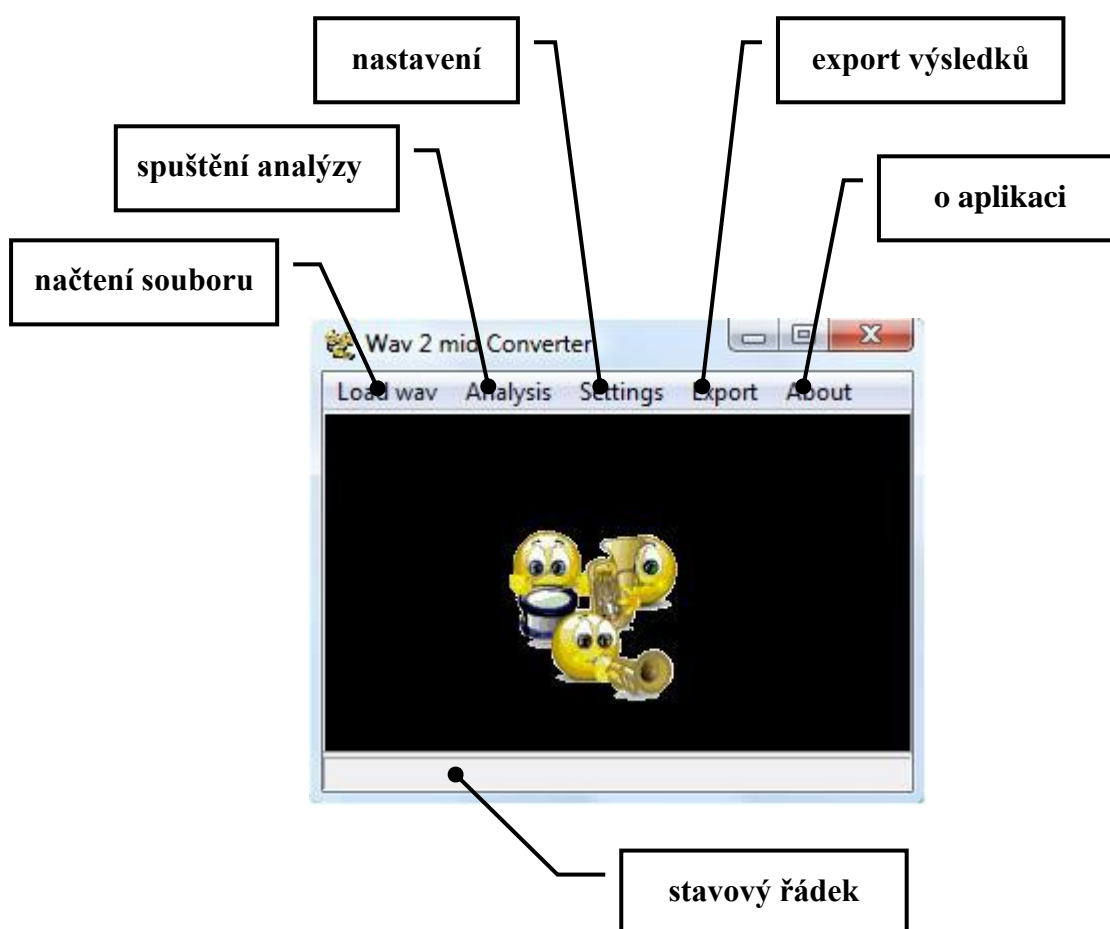 nastavení
export výsledků
spuštění analýzy
o aplikaci
načtení souboru
Wav 2 mid Converter
Load wav Analysis Settings Export About
stavový řádek